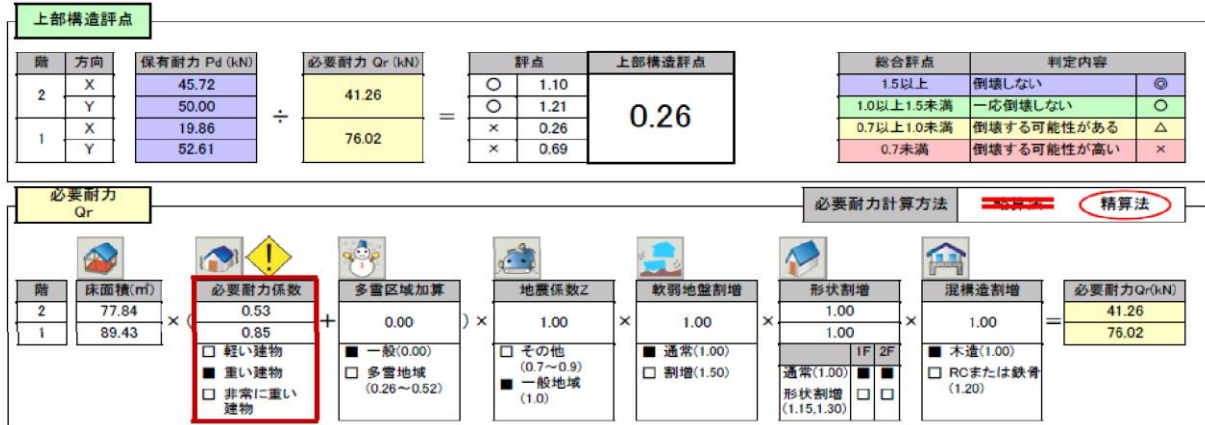 上部構造評点
階 方向 保有耐力 Pd (kN) 必要耐力 Qr (kN) 評点 上部構造評点
2 X 45.72 41.26 ○ 1.10
Y 50.00 ○ 1.21
÷ = 0.26
1 X 19.86 76.02 × 0.26
Y 52.61 × 0.69
総合評点 判定内容
1.5以上 倒壊しない ◎
1.0以上1.5未満 一応倒壊しない ○
0.7以上1.0未満 倒壊する可能性がある △
0.7未満 倒壊する可能性が高い ×
必要耐力
Qr
必要耐力計算方法 精算法
階 床面積(㎡) 必要耐力係数 多雪区域加算 地震係数Z 軟弱地盤割増 形状割増 混構造割増 必要耐力Qr(kN)
2 77.84 0.53 1.00 41.26
×( + 0.00 )× 1.00 × 1.00 × × 1.00 =
1 89.43 0.85 1.00 76.02
□ 軽い建物
■ 重い建物
□ 非常に重い
建物
■ 一般(0.00)
□ 多雪地域
(0.26~0.52)
□ その他
(0.7~0.9)
■ 一般地域
(1.0)
■ 通常(1.00)
□ 割増(1.50)
1F 2F
通常(1.00) ■ ■
形状割増 □ □
(1.15,1.30)
■ 木造(1.00)
□ RCまたは鉄骨
(1.20)